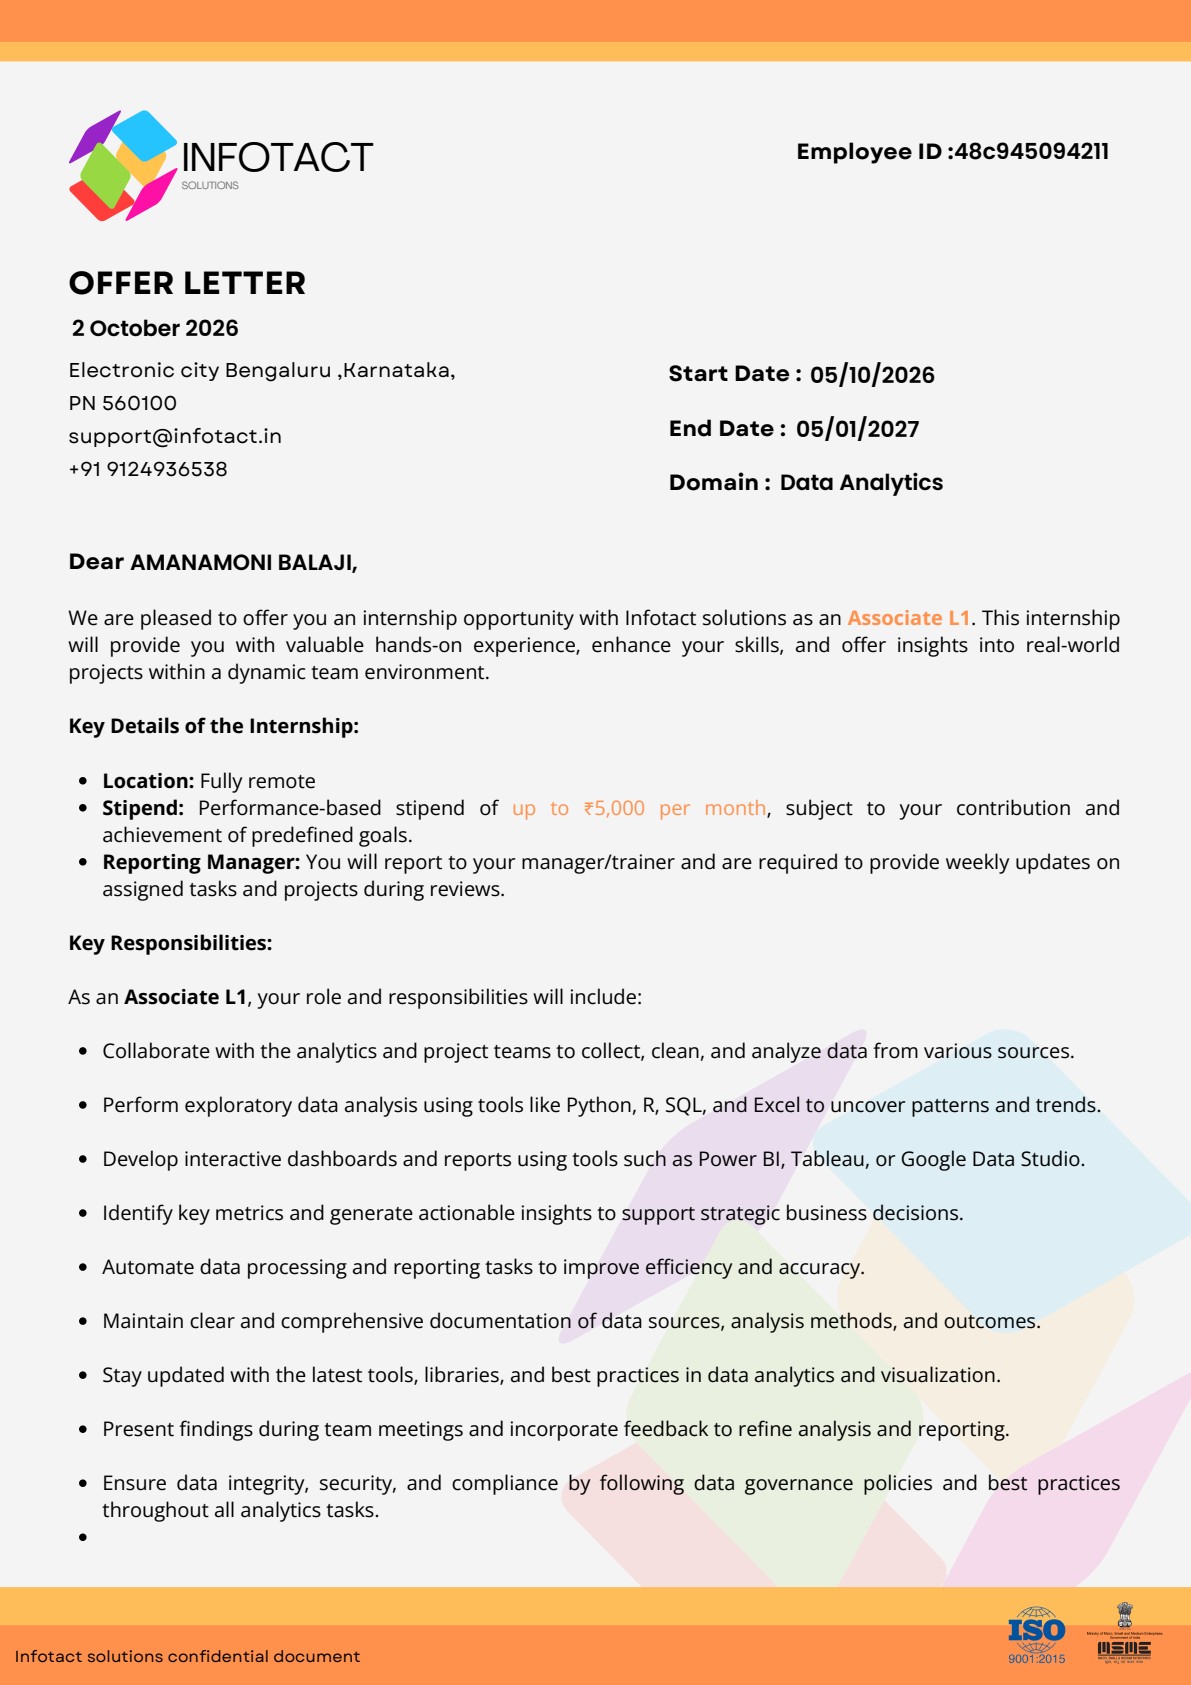 INFOTACT
SOLUTIONS
Employee ID :48c945094211
OFFER LETTER
2 October 2026
Electronic city Bengaluru ,Karnataka,
PN 560100
support@infotact.in
+91 9124936538
Start Date : 05/10/2026
End Date : 05/01/2027
Domain : Data Analytics
Dear AMANAMONI BALAJI,
We are pleased to offer you an internship opportunity with Infotact solutions as an Associate L1. This internship
will provide you with valuable hands-on experience, enhance your skills, and offer insights into real-world
projects within a dynamic team environment.
Key Details of the Internship:
• Location: Fully remote
• Stipend: Performance-based stipend of up to ₹5,000 per month, subject to your contribution and
achievement of predefined goals.
• Reporting Manager: You will report to your manager/trainer and are required to provide weekly updates on
assigned tasks and projects during reviews.
Key Responsibilities:
As an Associate L1, your role and responsibilities will include:
• Collaborate with the analytics and project teams to collect, clean, and analyze data from various sources.
• Perform exploratory data analysis using tools like Python, R, SQL, and Excel to uncover patterns and trends.
• Develop interactive dashboards and reports using tools such as Power BI, Tableau, or Google Data Studio.
• Identify key metrics and generate actionable insights to support strategic business decisions.
• Automate data processing and reporting tasks to improve efficiency and accuracy.
• Maintain clear and comprehensive documentation of data sources, analysis methods, and outcomes.
• Stay updated with the latest tools, libraries, and best practices in data analytics and visualization.
• Present findings during team meetings and incorporate feedback to refine analysis and reporting.
• Ensure data integrity, security, and compliance by following data governance policies and best practices
throughout all analytics tasks.
•
Infotact solutions confidential document
ISO
9001:2015
MSME